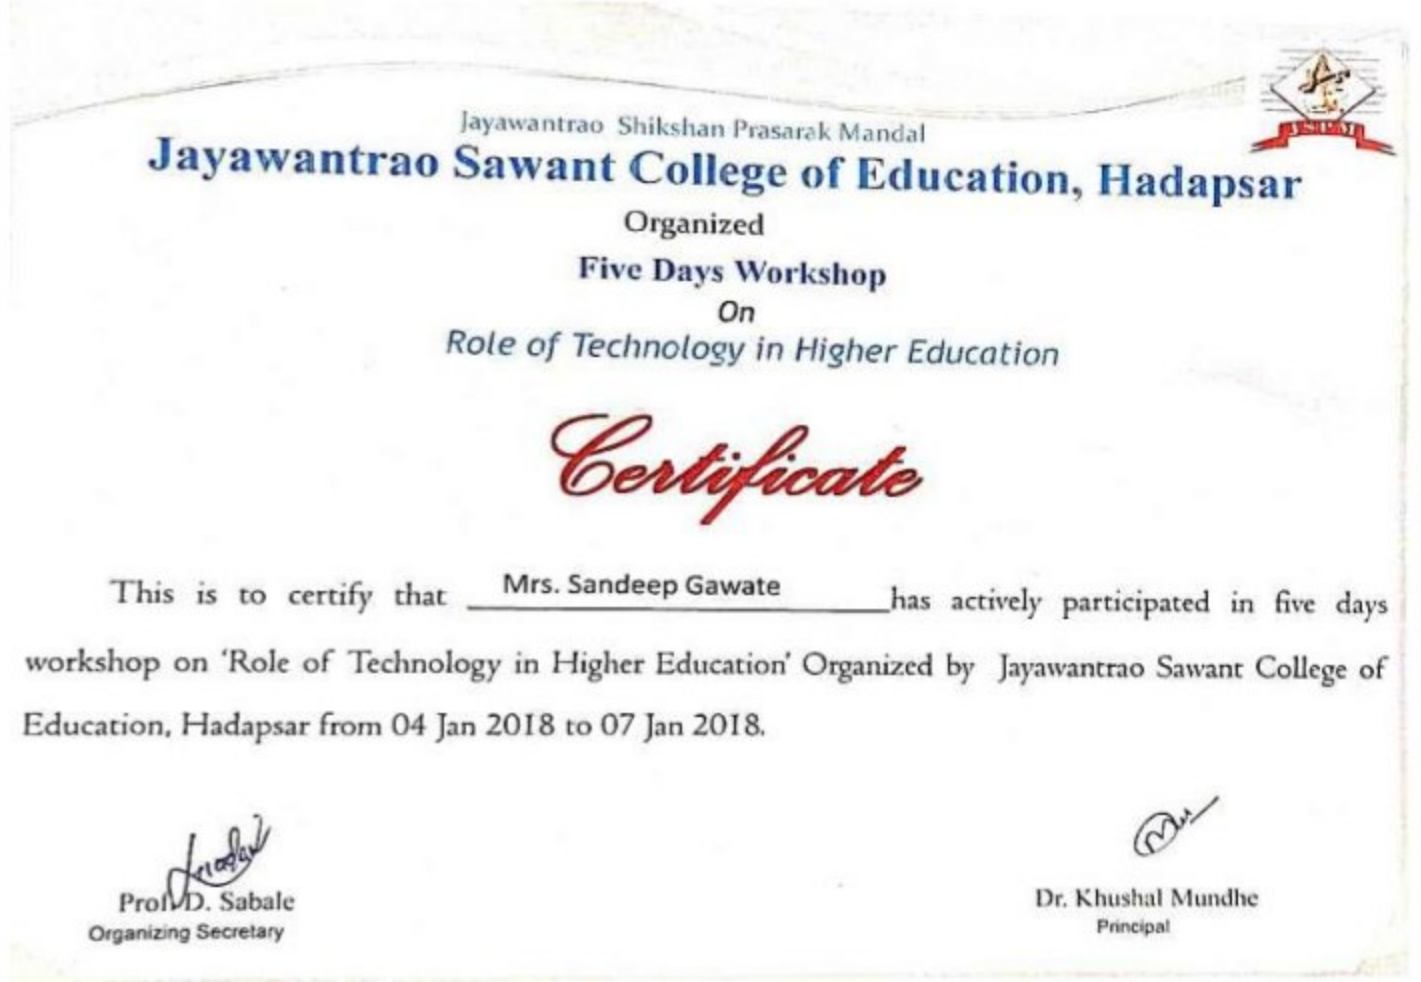 JSPM
Jayawantrao Shikshan Prasarak Mandal
Jayawantrao Sawant College of Education, Hadapsar
Organized
Five Days Workshop
On
Role of Technology in Higher Education
Certificate
This is to certify that Mrs. Sandeep Gawate has actively participated in five days
workshop on ‘Role of Technology in Higher Education’ Organized by Jayawantrao Sawant College of
Education, Hadapsar from 04 Jan 2018 to 07 Jan 2018.
Prof. D. Sabale
Organizing Secretary
Dr. Khushal Mundhe
Principal